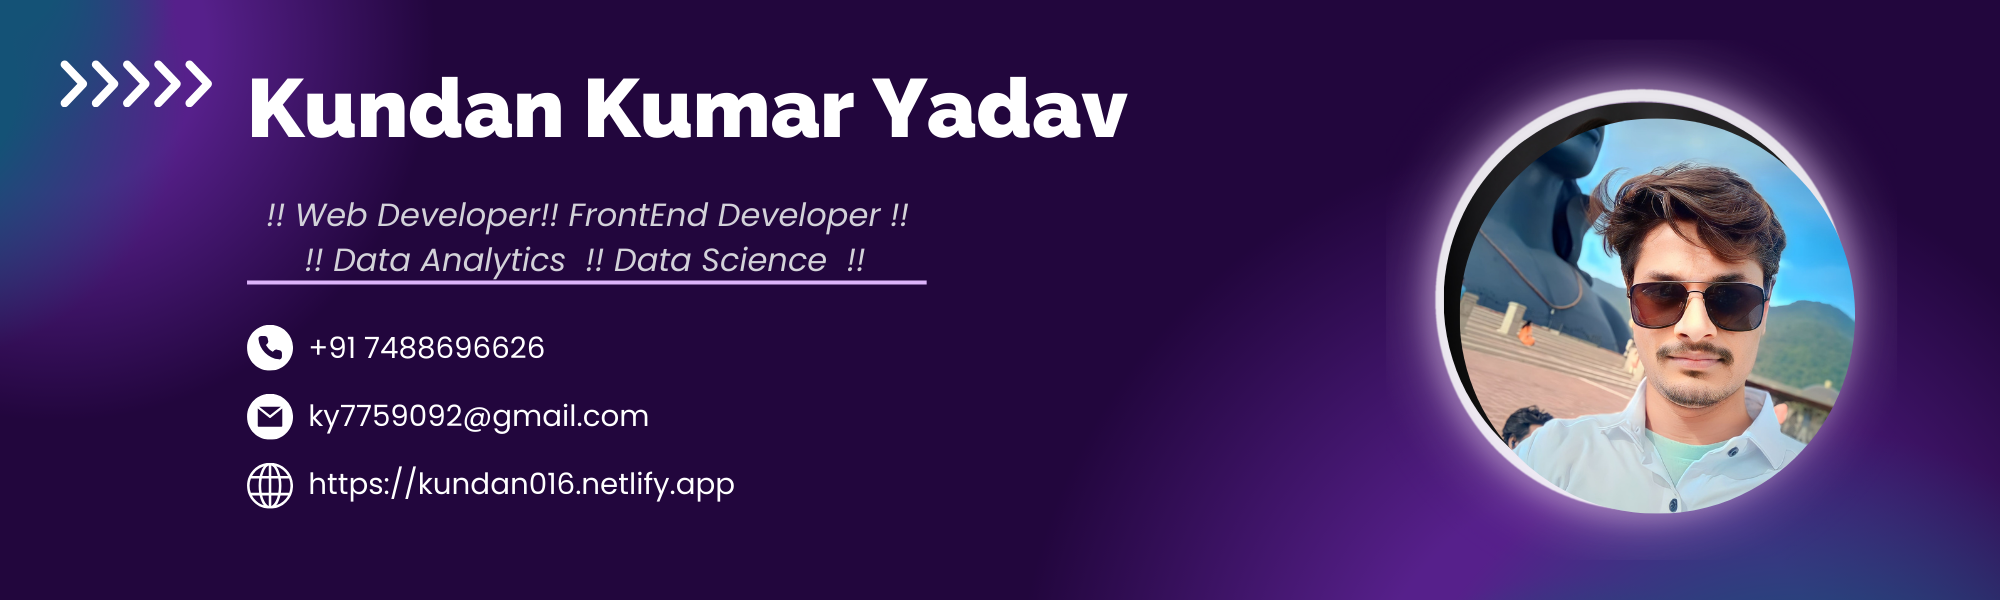 Kundan Kumar Yadav
!! Web Developer!! FrontEnd Developer !!
!! Data Analytics !! Data Science !!
+91 7488696626
ky7759092@gmail.com
https://kundan016.netlify.app